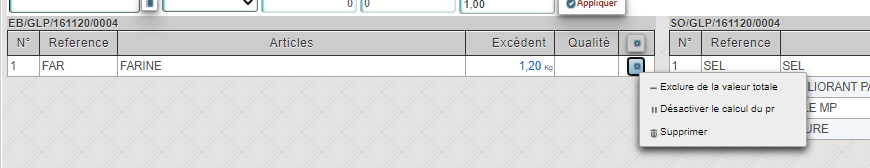 0 0 1,00 Appliquer
EB/GLP/161120/0004
N° Reference Articles Excédent Qualité
1 FAR FARINE 1,20 Kg
SO/GLP/161120/0004
N° Reference
1 SEL SEL
LIORANT PA
LE MP
URE
Exclure de la valeur totale
Désactiver le calcul du pr
Supprimer